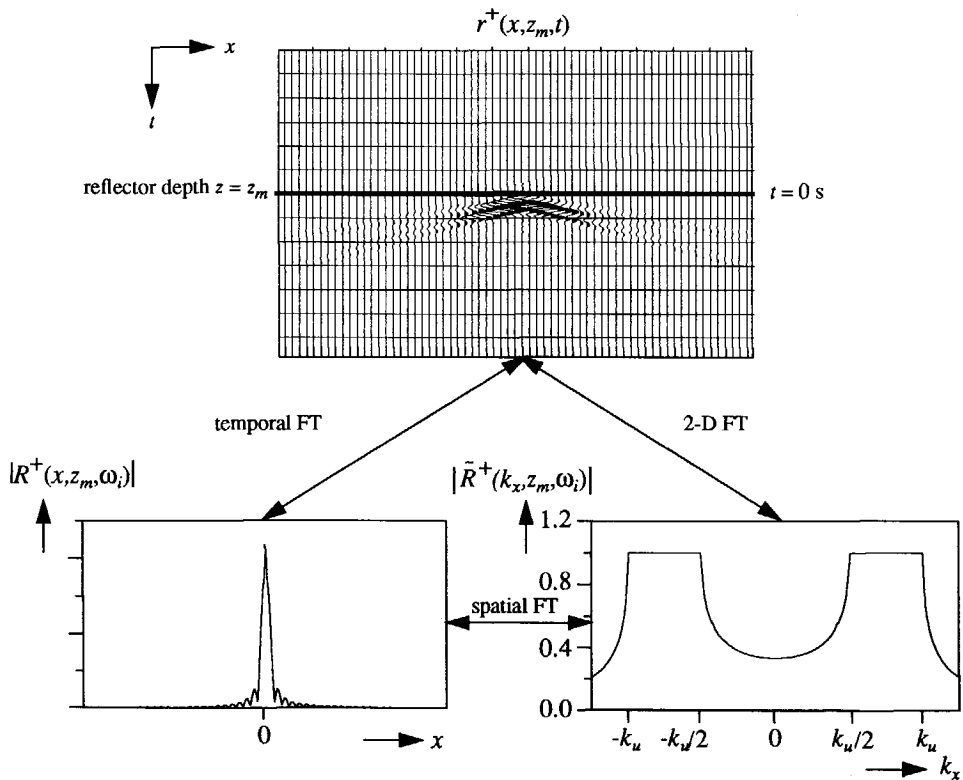 r⁺(x,z_m,t)
x
t
reflector depth z = z_m
t = 0 s
temporal FT
2-D FT
|R⁺(x,z_m,ω_i)|
|R̃⁺(k_x,z_m,ω_i)|
1.2
0.8
spatial FT
0.4
0.0
0
x
-k_u
-k_u/2
0
k_u/2
k_u
k_x